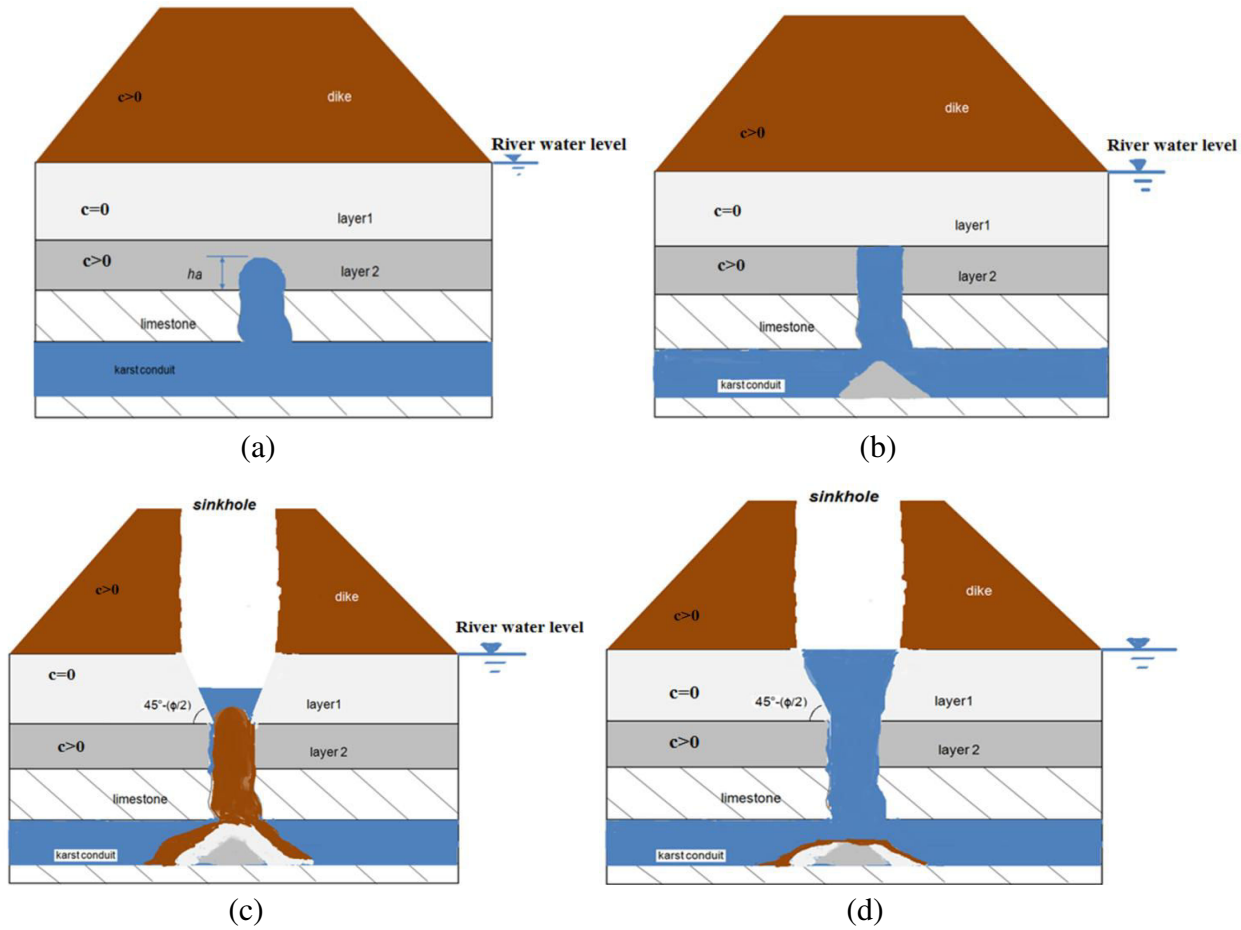 c>0
dike
River water level
c=0
layer1
c>0
ha
layer 2
limestone
karst conduit
(a)
c>0
dike
River water level
c=0
layer1
c>0
layer 2
limestone
karst conduit
(b)
sinkhole
c>0
dike
River water level
c=0
45°-(ϕ/2)
layer1
c>0
layer 2
limestone
karst conduit
(c)
sinkhole
c>0
dike
c=0
45°-(ϕ/2)
layer1
c>0
layer 2
limestone
karst conduit
(d)